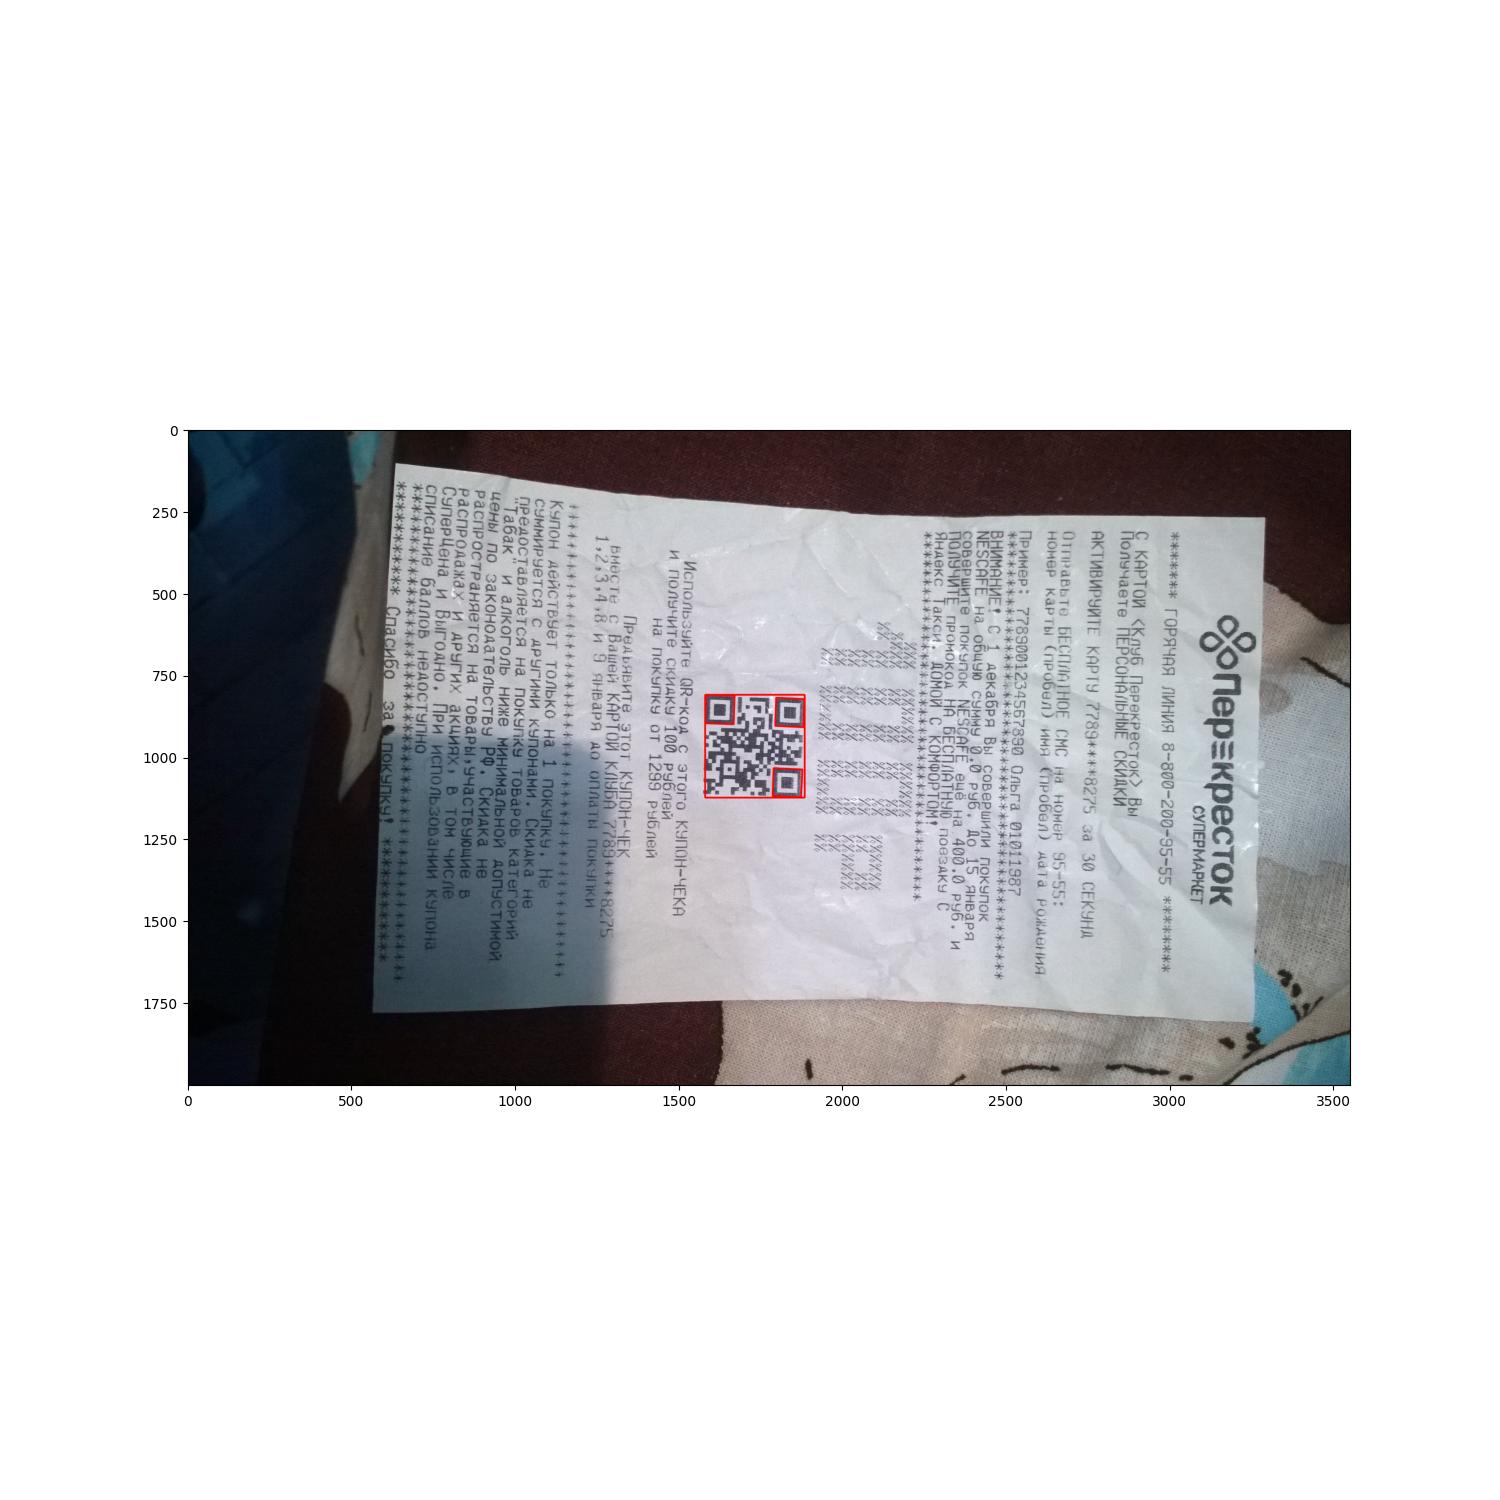 Пер≡кресток
СУПЕРМАРКЕТ
******* ГОРЯЧАЯ ЛИНИЯ 8-800-200-95-55 ********
С КАРТОЙ <Клуб Перекресток> Вы
Получаете ПЕРСОНАЛЬНЫЕ СКИДКИ
АКТИВИРУЙТЕ КАРТУ 7789****8275 за 30 СЕКУНД
Отправьте БЕСПЛАТНОЕ СМС на номер 95-55:
номер карты (пробел) имя (пробел) дата рождения
Пример: 7789001234567890 Ольга 01011987
************************************************
ВНИМАНИЕ! С 1 декабря Вы совершили покупок
NESCAFE на общую сумму 0.0 руб. До 15 января
совершите покупок NESCAFE ещё на 400.0 руб. и
ПОЛУЧИТЕ ПРОМОКОД НА БЕСПЛАТНУЮ поездку С
Яндекс Такси. ДОМОЙ С КОМФОРТОМ!
****************************************
100 Р
Используйте QR-код с этого КУПОН-ЧЕКА
и получите скидку 100 рублей
на покупку от 1299 рублей
Предъявите этот КУПОН-ЧЕК
вместе с Вашей КАРТОЙ КЛУБА 7789****8275
1,2,3,4,8 и 9 января до оплаты покупки
++++++++++++++++++++++++++++++++++++++++++++++++
Купон действует только на 1 покупку. Не
суммируется с другими купонами. Скидка не
предоставляется на покупку товаров категорий
"Табак" и алкоголь ниже минимальной допустимой
цены по законодательству РФ. Скидка не
распространяется на товары,участвующие в
распродажах и других акциях, в том числе
СуперЦена и Выгодно. При использовании купона
списание баллов недоступно
************************************************
*********** Спасибо за покупку! ************
0
250
500
750
1000
1250
1500
1750
0 500 1000 1500 2000 2500 3000 3500